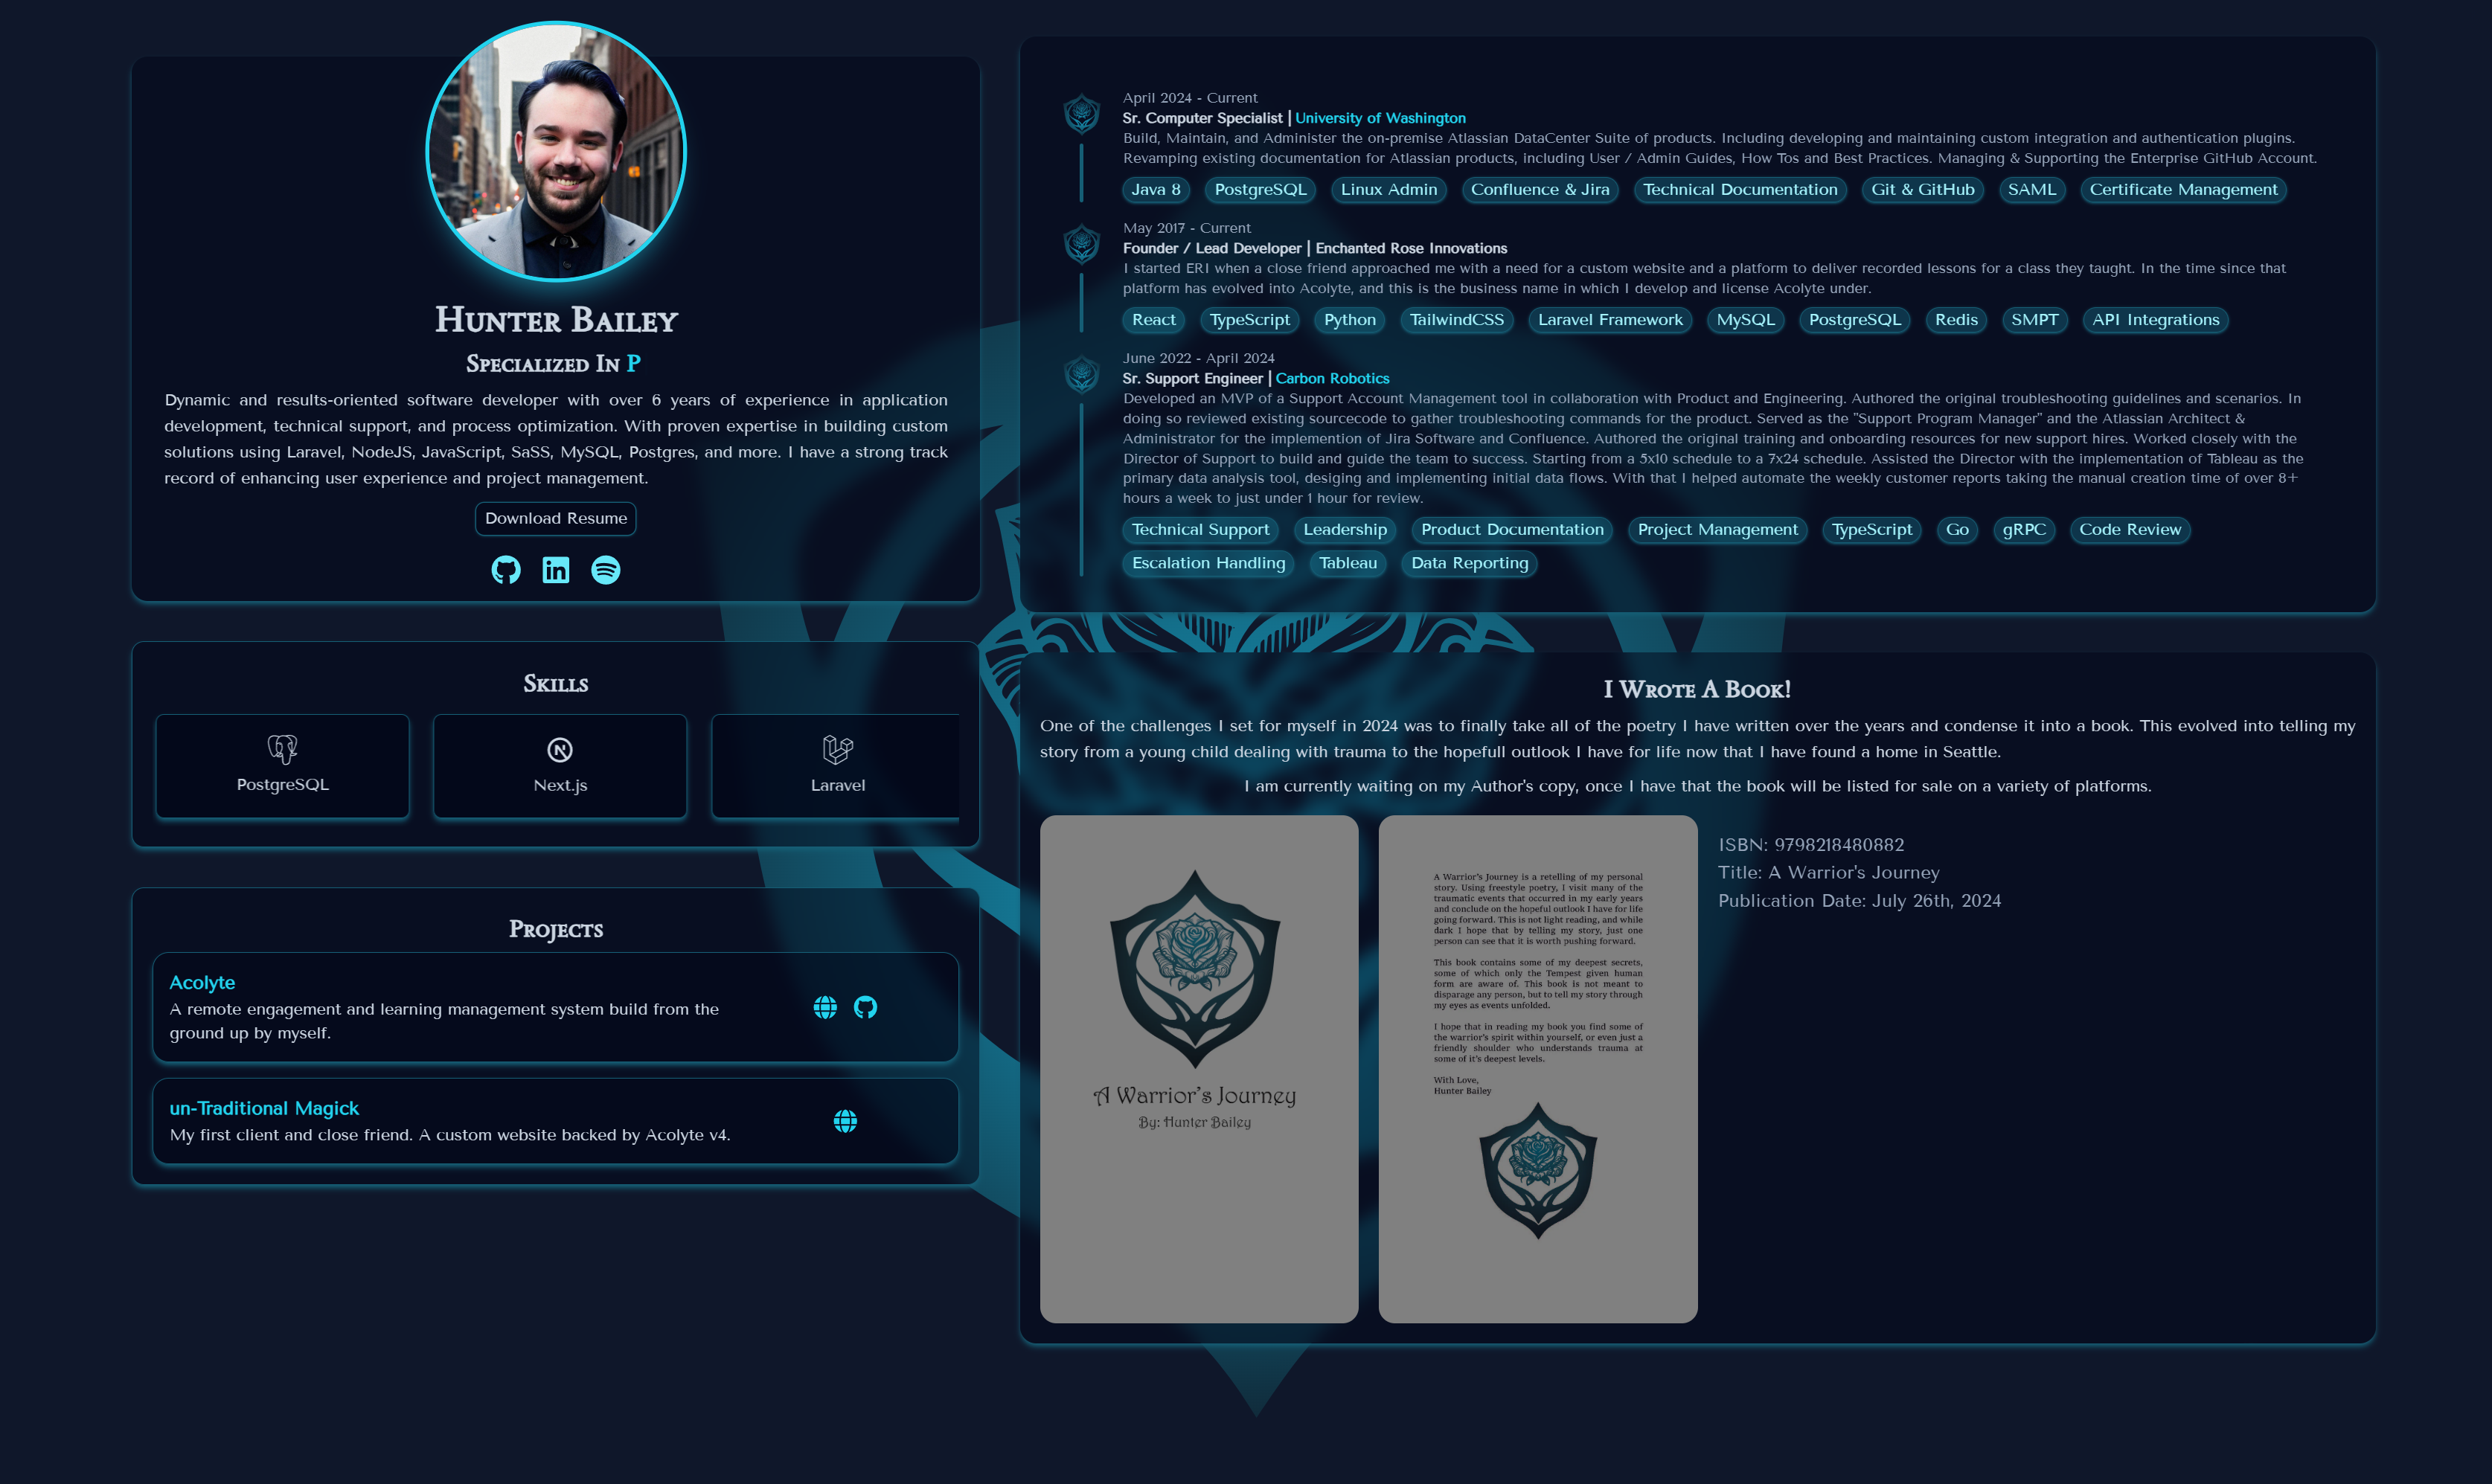 Hunter Bailey
Specialized In P
Dynamic and results-oriented software developer with over 6 years of experience in application
development, technical support, and process optimization. With proven expertise in building custom
solutions using Laravel, NodeJS, JavaScript, SaSS, MySQL, Postgres, and more. I have a strong track
record of enhancing user experience and project management.
Download Resume
Skills
PostgreSQL
Next.js
Laravel
Projects
Acolyte
A remote engagement and learning management system build from the
ground up by myself.
un-Traditional Magick
My first client and close friend. A custom website backed by Acolyte v4.
April 2024 - Current
Sr. Computer Specialist | University of Washington
Build, Maintain, and Administer the on-premise Atlassian DataCenter Suite of products. Including developing and maintaining custom integration and authentication plugins.
Revamping existing documentation for Atlassian products, including User / Admin Guides, How Tos and Best Practices. Managing & Supporting the Enterprise GitHub Account.
Java 8 PostgreSQL Linux Admin Confluence & Jira Technical Documentation Git & GitHub SAML Certificate Management
May 2017 - Current
Founder / Lead Developer | Enchanted Rose Innovations
I started ERI when a close friend approached me with a need for a custom website and a platform to deliver recorded lessons for a class they taught. In the time since that
platform has evolved into Acolyte, and this is the business name in which I develop and license Acolyte under.
React TypeScript Python TailwindCSS Laravel Framework MySQL PostgreSQL Redis SMPT API Integrations
June 2022 - April 2024
Sr. Support Engineer | Carbon Robotics
Developed an MVP of a Support Account Management tool in collaboration with Product and Engineering. Authored the original troubleshooting guidelines and scenarios. In
doing so reviewed existing sourcecode to gather troubleshooting commands for the product. Served as the "Support Program Manager" and the Atlassian Architect &
Administrator for the implemention of Jira Software and Confluence. Authored the original training and onboarding resources for new support hires. Worked closely with the
Director of Support to build and guide the team to success. Starting from a 5x10 schedule to a 7x24 schedule. Assisted the Director with the implementation of Tableau as the
primary data analysis tool, desiging and implementing initial data flows. With that I helped automate the weekly customer reports taking the manual creation time of over 8+
hours a week to just under 1 hour for review.
Technical Support Leadership Product Documentation Project Management TypeScript Go gRPC Code Review
Escalation Handling Tableau Data Reporting
I Wrote A Book!
One of the challenges I set for myself in 2024 was to finally take all of the poetry I have written over the years and condense it into a book. This evolved into telling my
story from a young child dealing with trauma to the hopefull outlook I have for life now that I have found a home in Seattle.
I am currently waiting on my Author's copy, once I have that the book will be listed for sale on a variety of platforms.
A Warrior's Journey
By: Hunter Bailey
A Warrior's Journey is a retelling of my personal
story. Using freestyle poetry, I visit many of the
traumatic events that occurred in my early years
and conclude on the hopeful outlook I have for life
going forward. This is not light reading, and while
dark I hope that by telling my story, just one
person can see that it is worth pushing forward.
This book contains some of my deepest secrets,
some of which only the Tempest given human
form are aware of. This book is not meant to
disparage any person, but to tell my story through
my eyes as events unfolded.
I hope that in reading my book you find some of
the warrior's spirit within yourself, or even just a
friendly shoulder who understands trauma at
some of it's deepest levels.
With Love,
Hunter Bailey
ISBN: 9798218480882
Title: A Warrior's Journey
Publication Date: July 26th, 2024